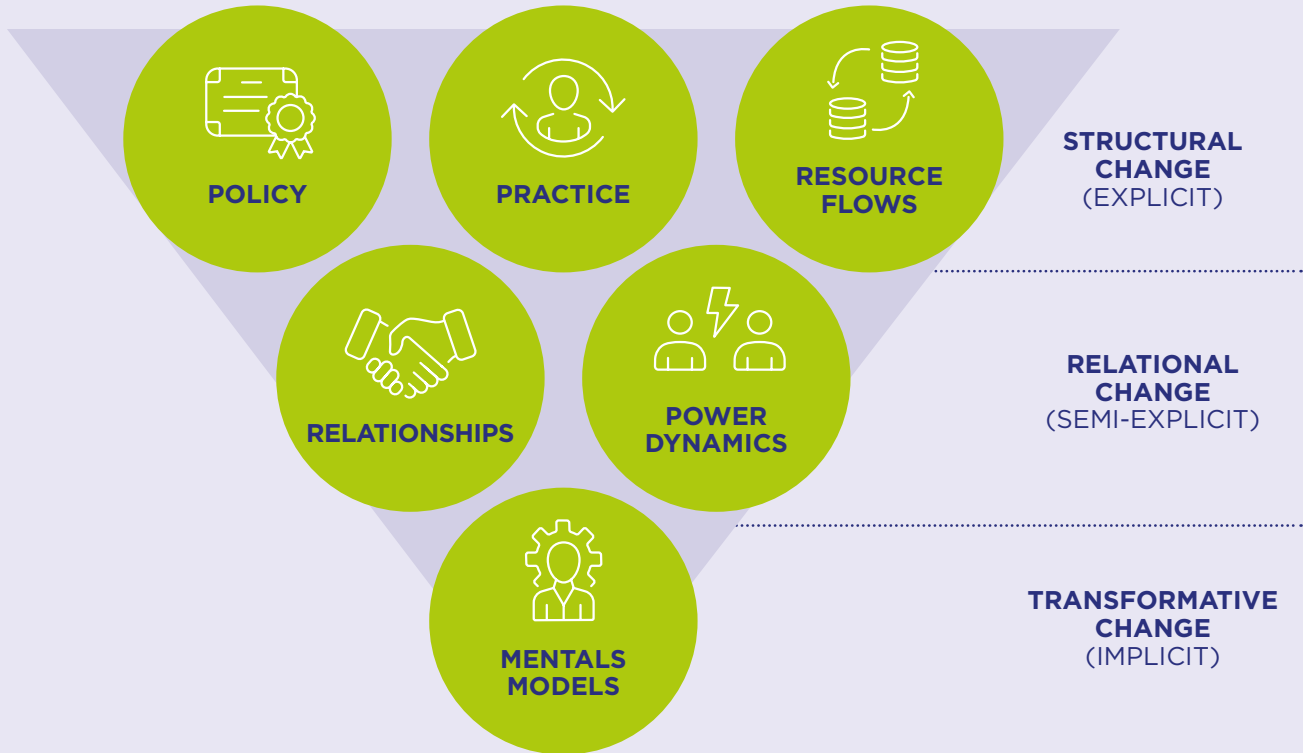 POLICY
PRACTICE
RESOURCE
FLOWS
STRUCTURAL
CHANGE
(EXPLICIT)
RELATIONSHIPS
POWER
DYNAMICS
RELATIONAL
CHANGE
(SEMI-EXPLICIT)
MENTALS
MODELS
TRANSFORMATIVE
CHANGE
(IMPLICIT)